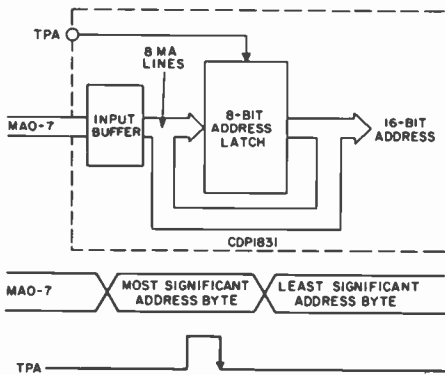 TPA
8 MA
LINES
MA0-7
INPUT
BUFFER
8-BIT
ADDRESS
LATCH
16-BIT
ADDRESS
CDP1831
MA0-7
MOST SIGNIFICANT
ADDRESS BYTE
LEAST SIGNIFICANT
ADDRESS BYTE
TPA